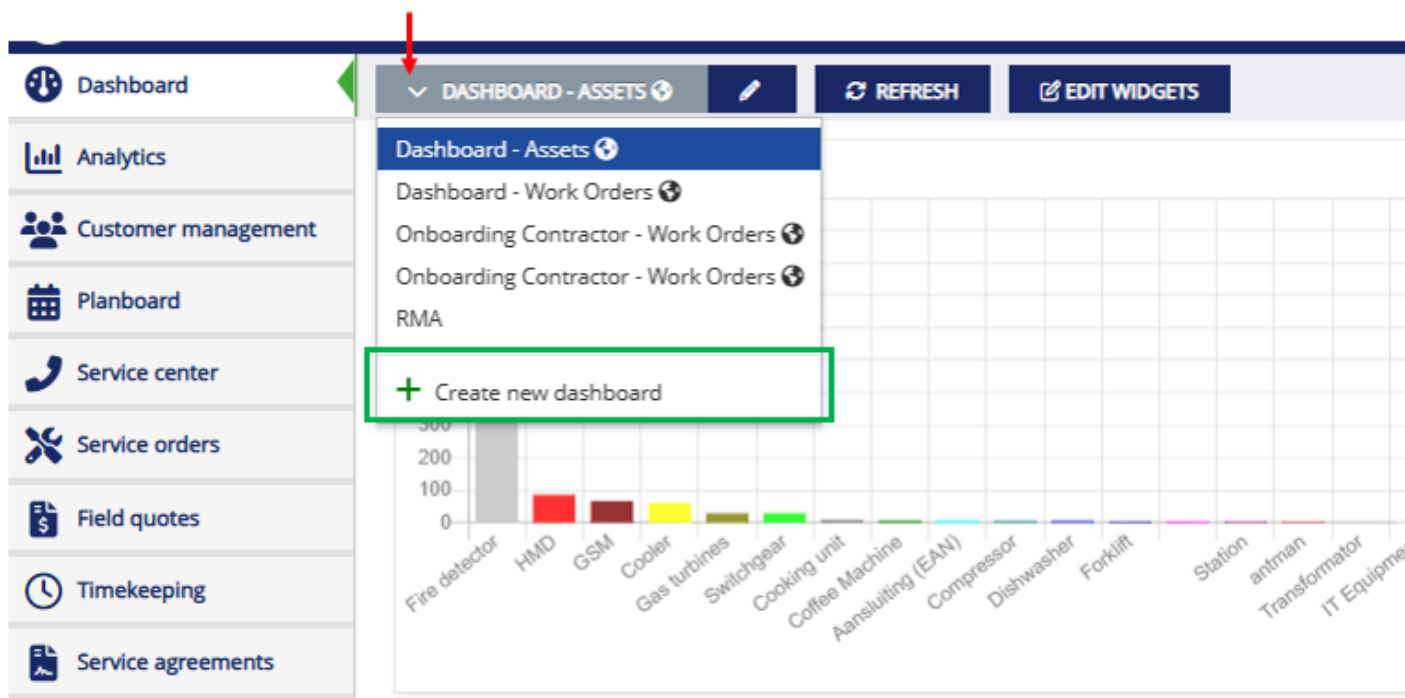 Dashboard
Analytics
Customer management
Planboard
Service center
Service orders
Field quotes
Timekeeping
Service agreements
DASHBOARD - ASSETS
REFRESH
EDIT WIDGETS
Dashboard - Assets
Dashboard - Work Orders
Onboarding Contractor - Work Orders
Onboarding Contractor - Work Orders
RMA
Create new dashboard
300
200
100
0
Fire detector
HMD
GSM
Cooler
Gas turbines
Switchgear
Cooking unit
Coffee Machine
Aansluiting (EAN)
Compressor
Dishwasher
Forklift
Station
antman
Transformator
IT Equipme